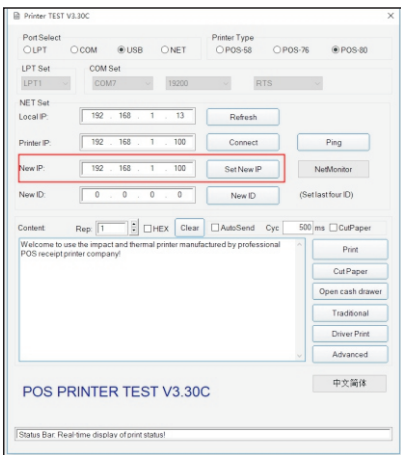 Printer TEST V3.30C
Port Select
LPT COM USB NET
Printer Type
POS-58 POS-76 POS-80
LPT Set
LPT1
COM Set
COM7 19200 RTS
NET Set
Local IP: 192 . 168 . 1 . 13 Refresh
Printer IP: 192 . 168 . 1 . 100 Connect Ping
New IP: 192 . 168 . 1 . 100 Set New IP NetMonitor
New ID: 0 . 0 . 0 . 0 New ID (Set last four ID)
Content: Rep: 1 HEX Clear AutoSend Cyc 500 ms CutPaper
Welcome to use the impact and thermal printer manufactured by professional
POS receipt printer company!
Print
Cut Paper
Open cash drawer
Traditional
Driver Print
Advanced
中文简体
POS PRINTER TEST V3.30C
Status Bar: Real-time display of print status!